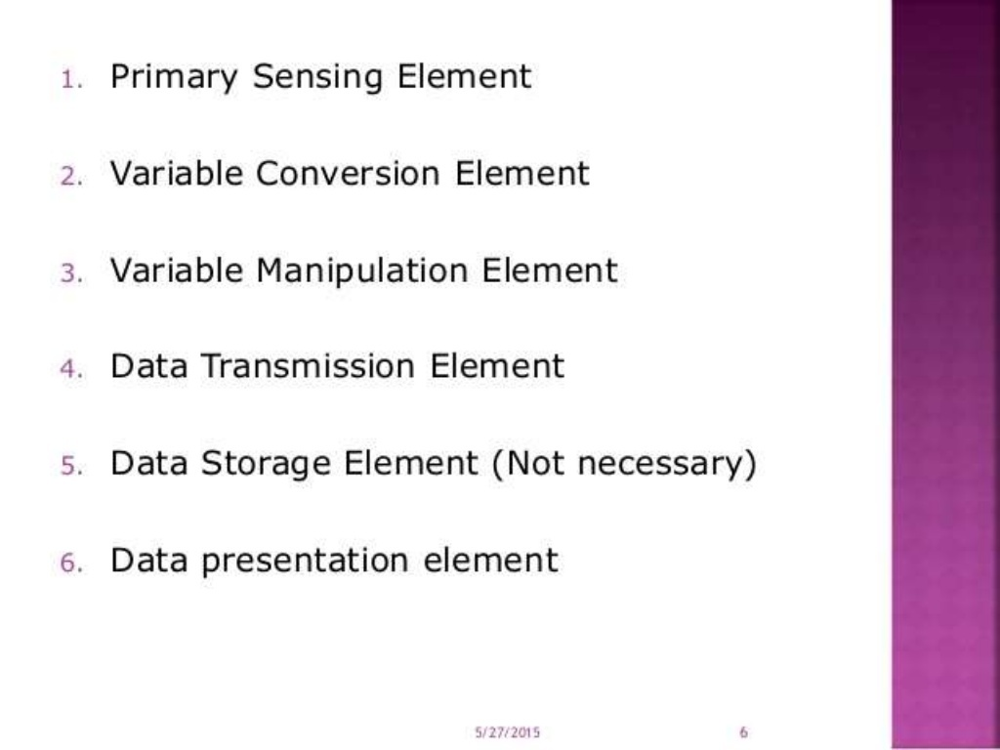 1. Primary Sensing Element
2. Variable Conversion Element
3. Variable Manipulation Element
4. Data Transmission Element
5. Data Storage Element (Not necessary)
6. Data presentation element
5/27/2015 6